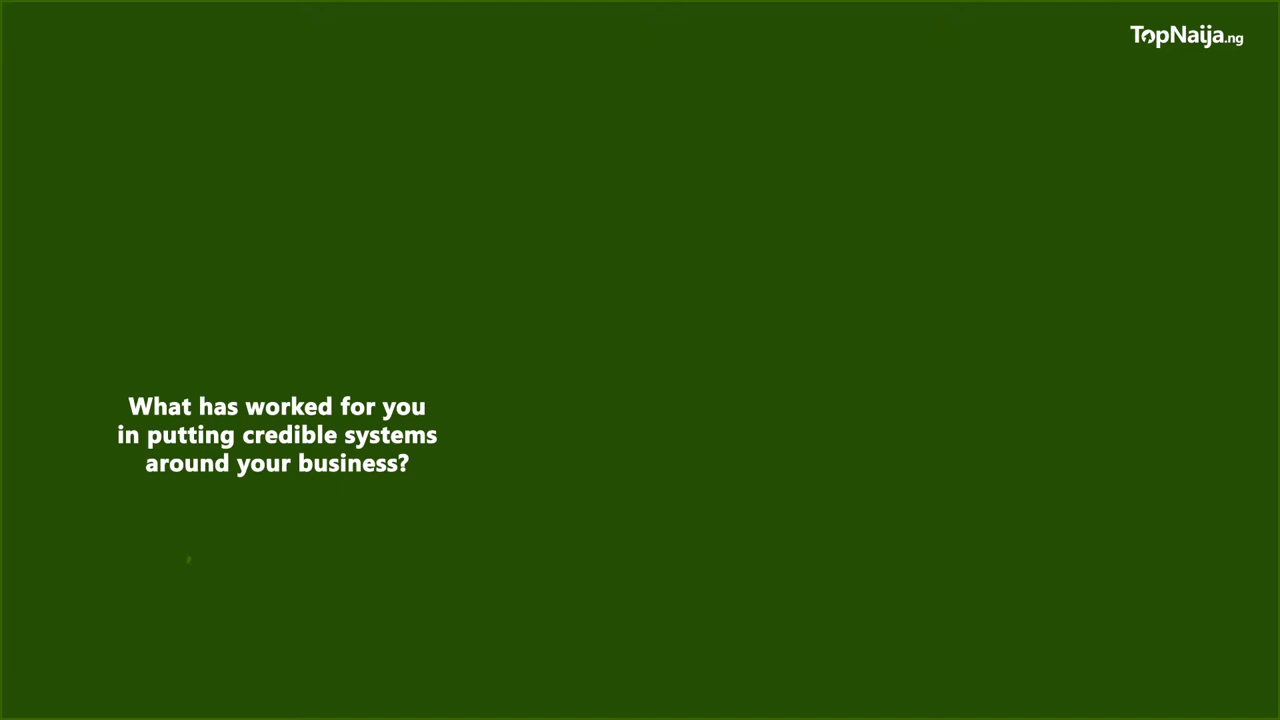 TopNaija.ng
What has worked for you
in putting credible systems
around your business?